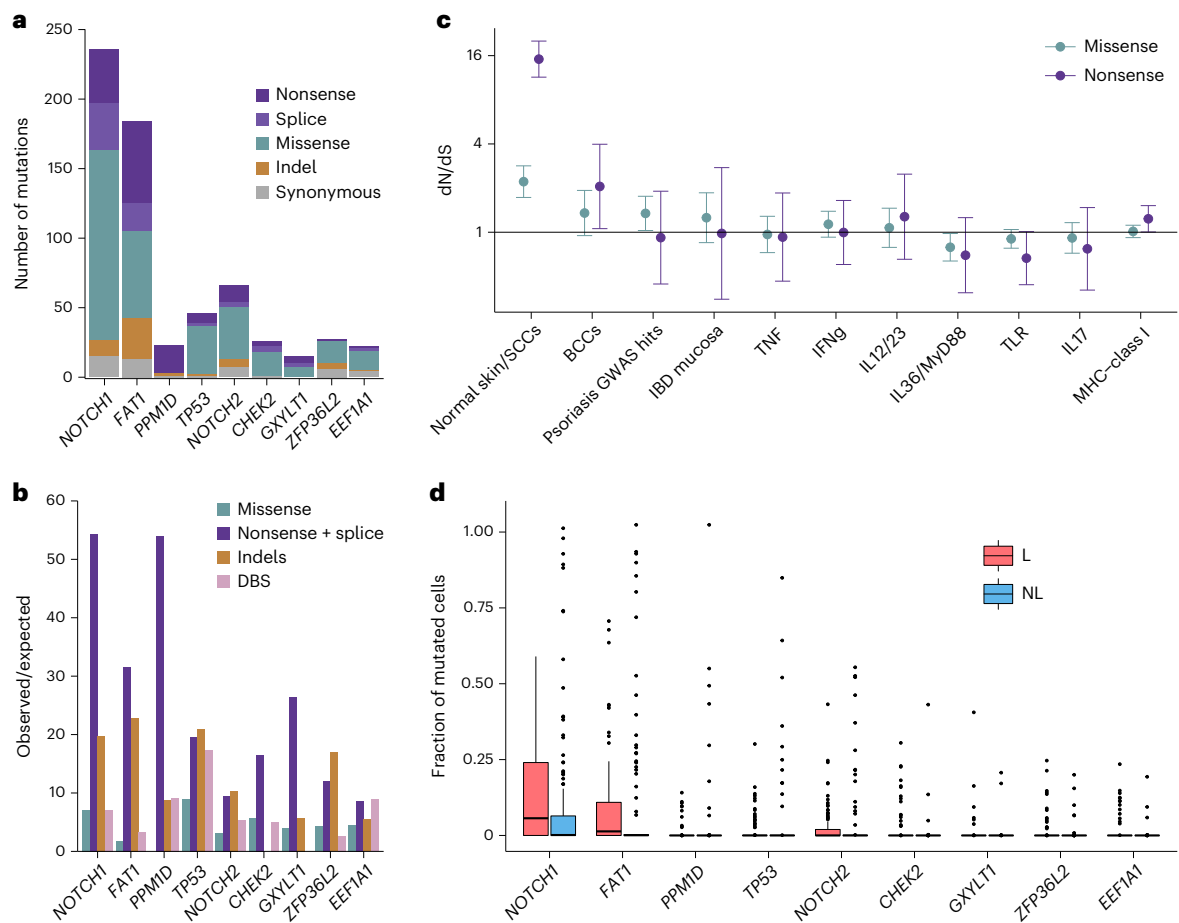 a
250
200
150
100
50
0
Number of mutations
Nonsense
Splice
Missense
Indel
Synonymous
NOTCH1
FAT1
PPM1D
TP53
NOTCH2
CHEK2
GXYLT1
ZFP36L2
EEF1A1
c
16
4
1
dN/dS
Missense
Nonsense
Normal skin/SCCs
BCCs
Psoriasis GWAS hits
IBD mucosa
TNF
IFNg
IL12/23
IL36/MyD88
TLR
IL17
MHC–class I
b
60
50
40
30
20
10
0
Observed/expected
Missense
Nonsense + splice
Indels
DBS
NOTCH1
FAT1
PPM1D
TP53
NOTCH2
CHEK2
GXYLT1
ZFP36L2
EEF1A1
d
1.00
0.75
0.50
0.25
0
Fraction of mutated cells
L
NL
NOTCH1
FAT1
PPM1D
TP53
NOTCH2
CHEK2
GXYLT1
ZFP36L2
EEF1A1